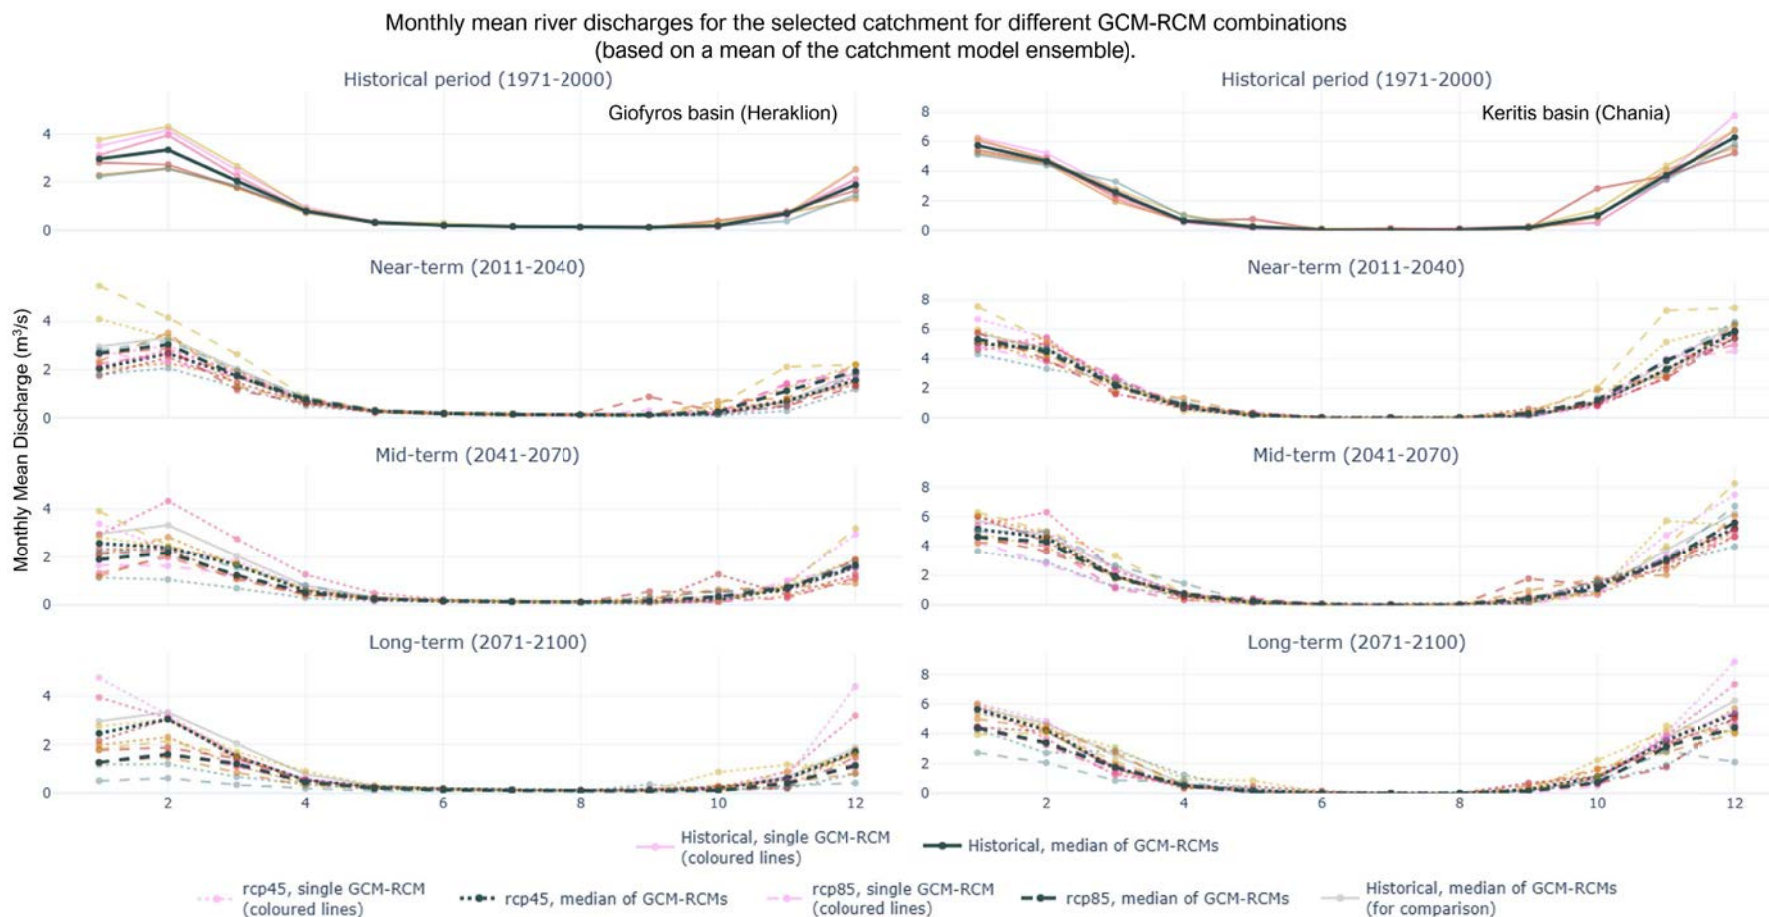 Monthly mean river discharges for the selected catchment for different GCM-RCM combinations
(based on a mean of the catchment model ensemble).
Historical period (1971-2000)
Giofyros basin (Heraklion)
4
2
0
Historical period (1971-2000)
Keritis basin (Chania)
8
6
4
2
0
Monthly Mean Discharge (m³/s)
Near-term (2011-2040)
4
2
0
Near-term (2011-2040)
8
6
4
2
0
Mid-term (2041-2070)
4
2
0
Mid-term (2041-2070)
8
6
4
2
0
Long-term (2071-2100)
4
2
0
2 4 6 8 10 12
Long-term (2071-2100)
8
6
4
2
0
2 4 6 8 10 12
Historical, single GCM-RCM
(coloured lines)
Historical, median of GCM-RCMs
rcp45, single GCM-RCM
(coloured lines)
rcp45, median of GCM-RCMs
rcp85, single GCM-RCM
(coloured lines)
rcp85, median of GCM-RCMs
Historical, median of GCM-RCMs
(for comparison)